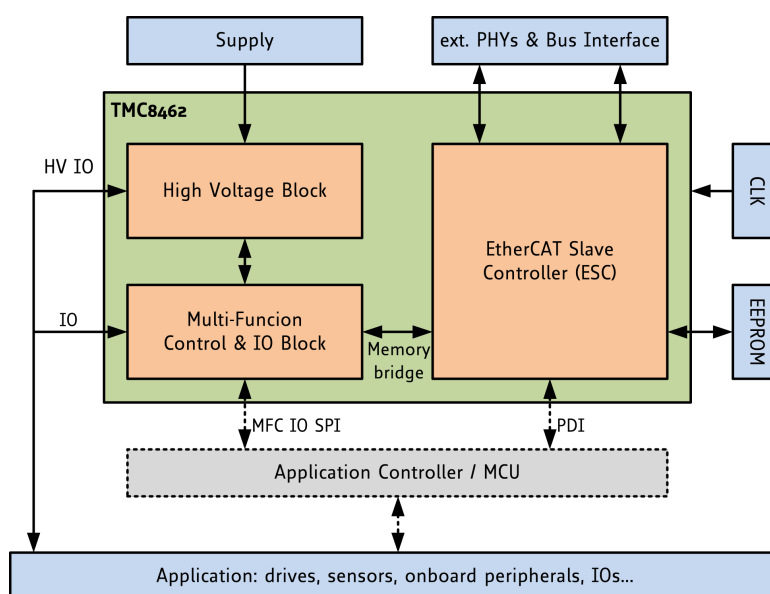 Supply
ext. PHYs & Bus Interface
TMC8462
HV IO
High Voltage Block
CLK
EtherCAT Slave
Controller (ESC)
IO
Multi-Funcion
Control & IO Block
Memory
bridge
EEPROM
MFC IO SPI
PDI
Application Controller / MCU
Application: drives, sensors, onboard peripherals, IOs...